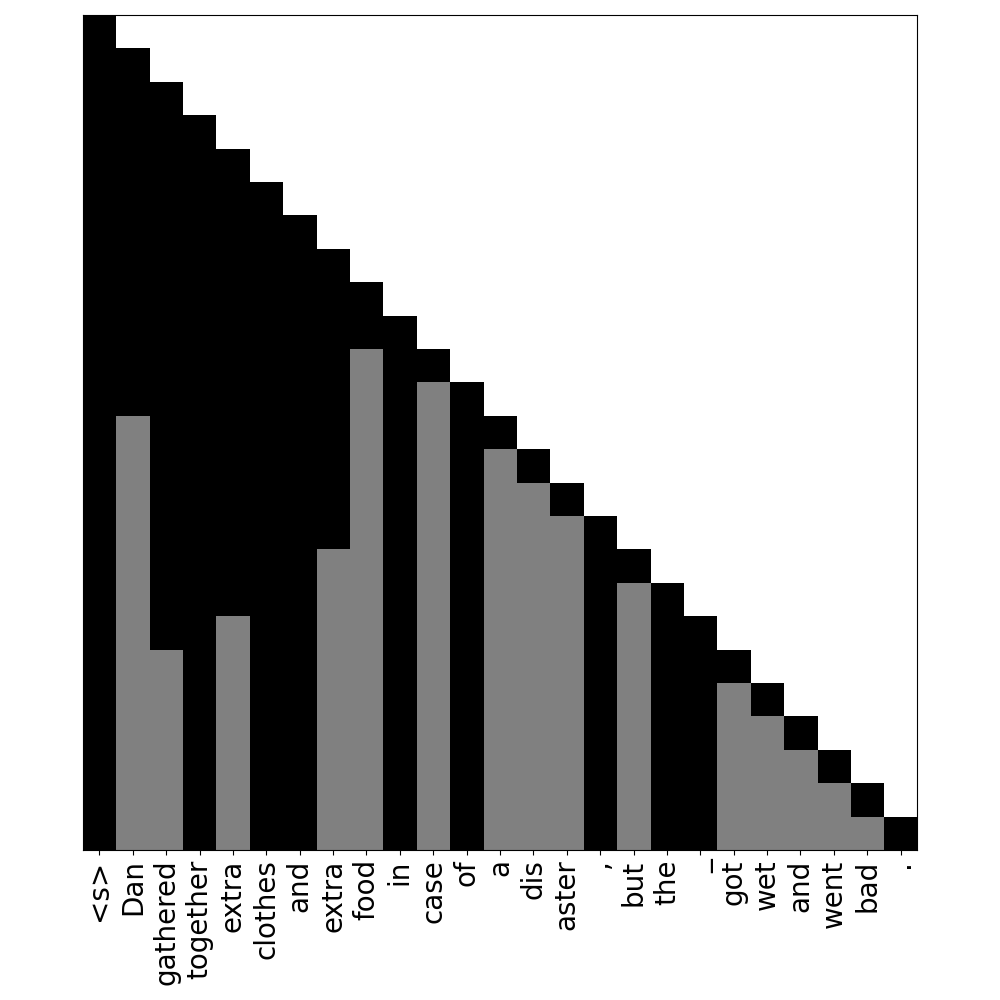 <s> Dan gathered together extra clothes and extra food in case of a dis aster , but the _ got wet and went bad .